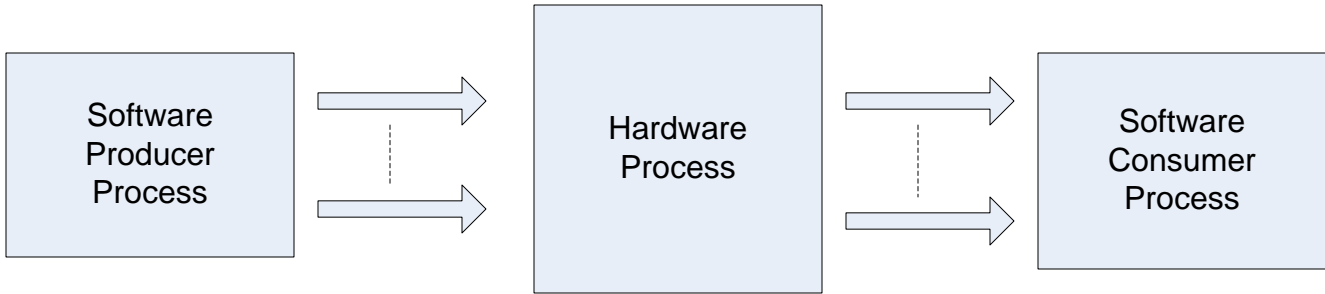 Software
Producer
Process
Hardware
Process
Software
Consumer
Process